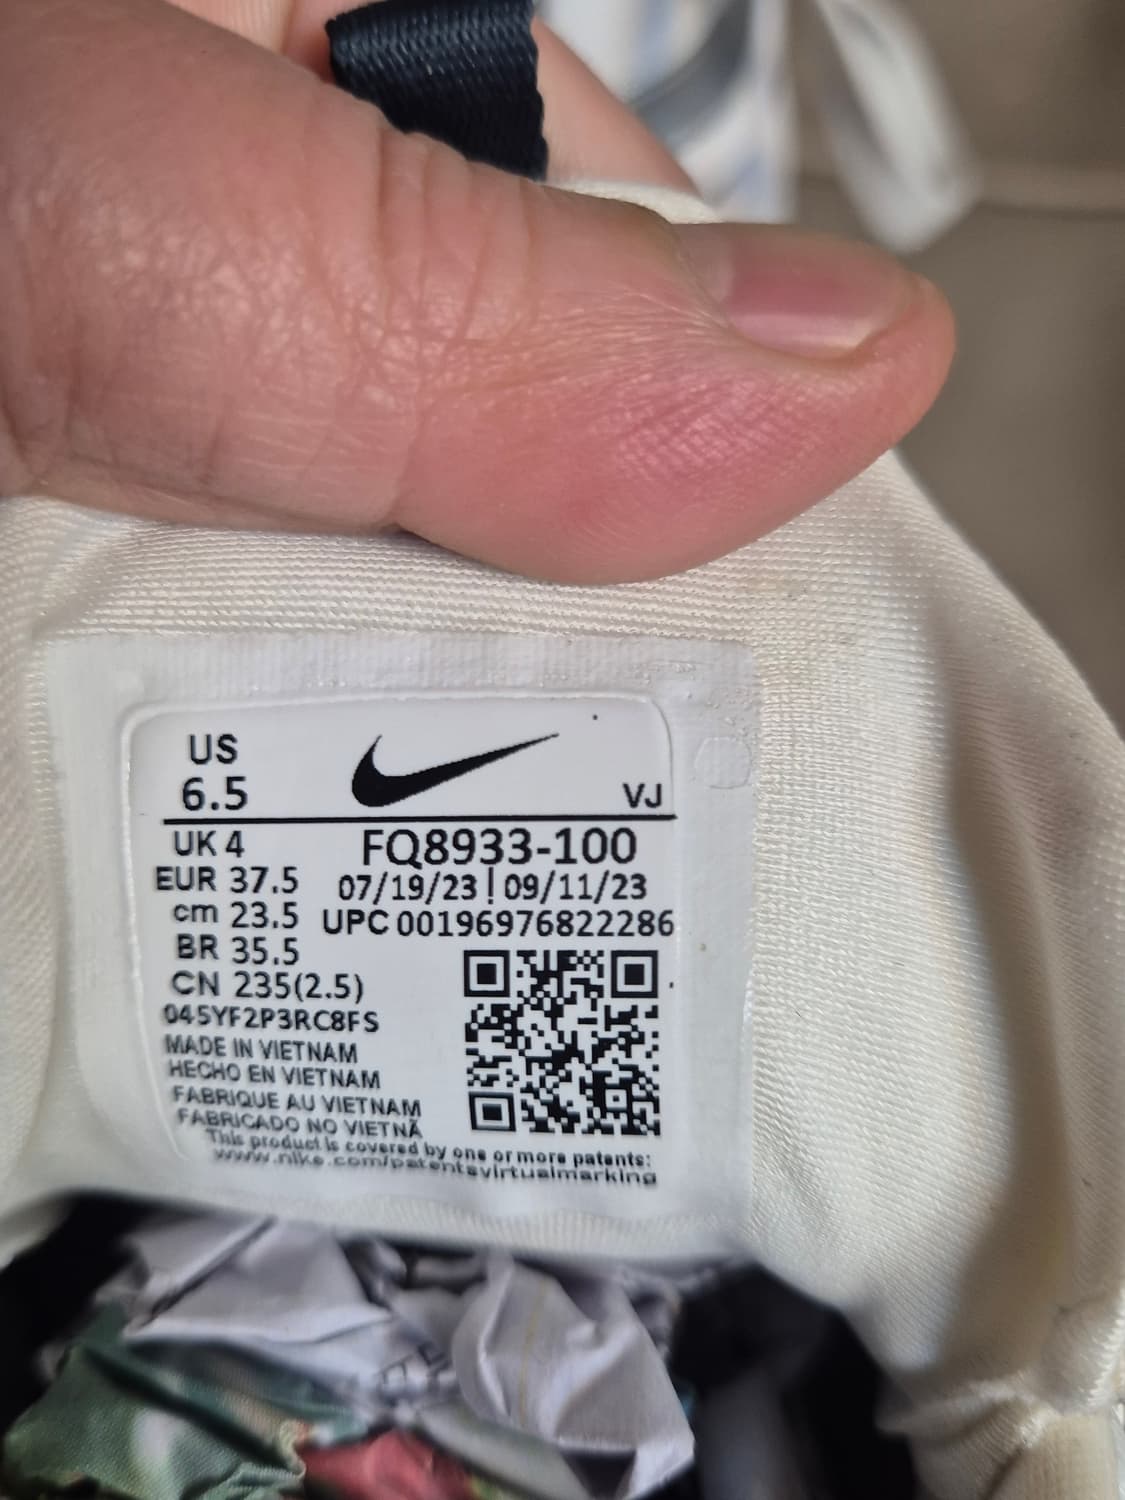 US
6.5
VJ
UK 4
FQ8933-100
EUR 37.5
07/19/23 | 09/11/23
cm 23.5
UPC 00196976822286
BR 35.5
CN 235(2.5)
045YF2P3RC8FS
MADE IN VIETNAM
HECHO EN VIETNAM
FABRIQUE AU VIETNAM
FABRICADO NO VIETNÃ
This product is covered by one or more patents:
www.nike.com/patentsvirtualmarking